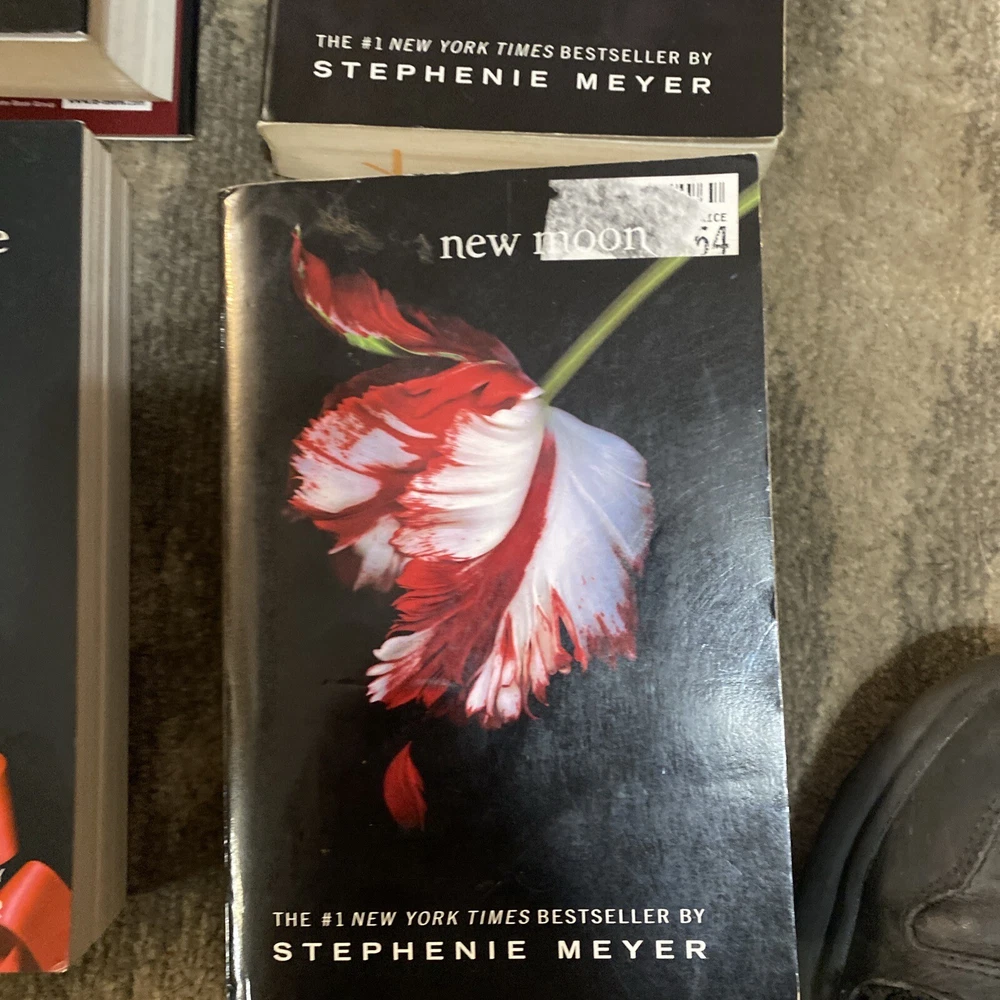 THE #1 NEW YORK TIMES BESTSELLER BY
STEPHENIE MEYER
e
new moon
54
THE #1 NEW YORK TIMES BESTSELLER BY
STEPHENIE MEYER